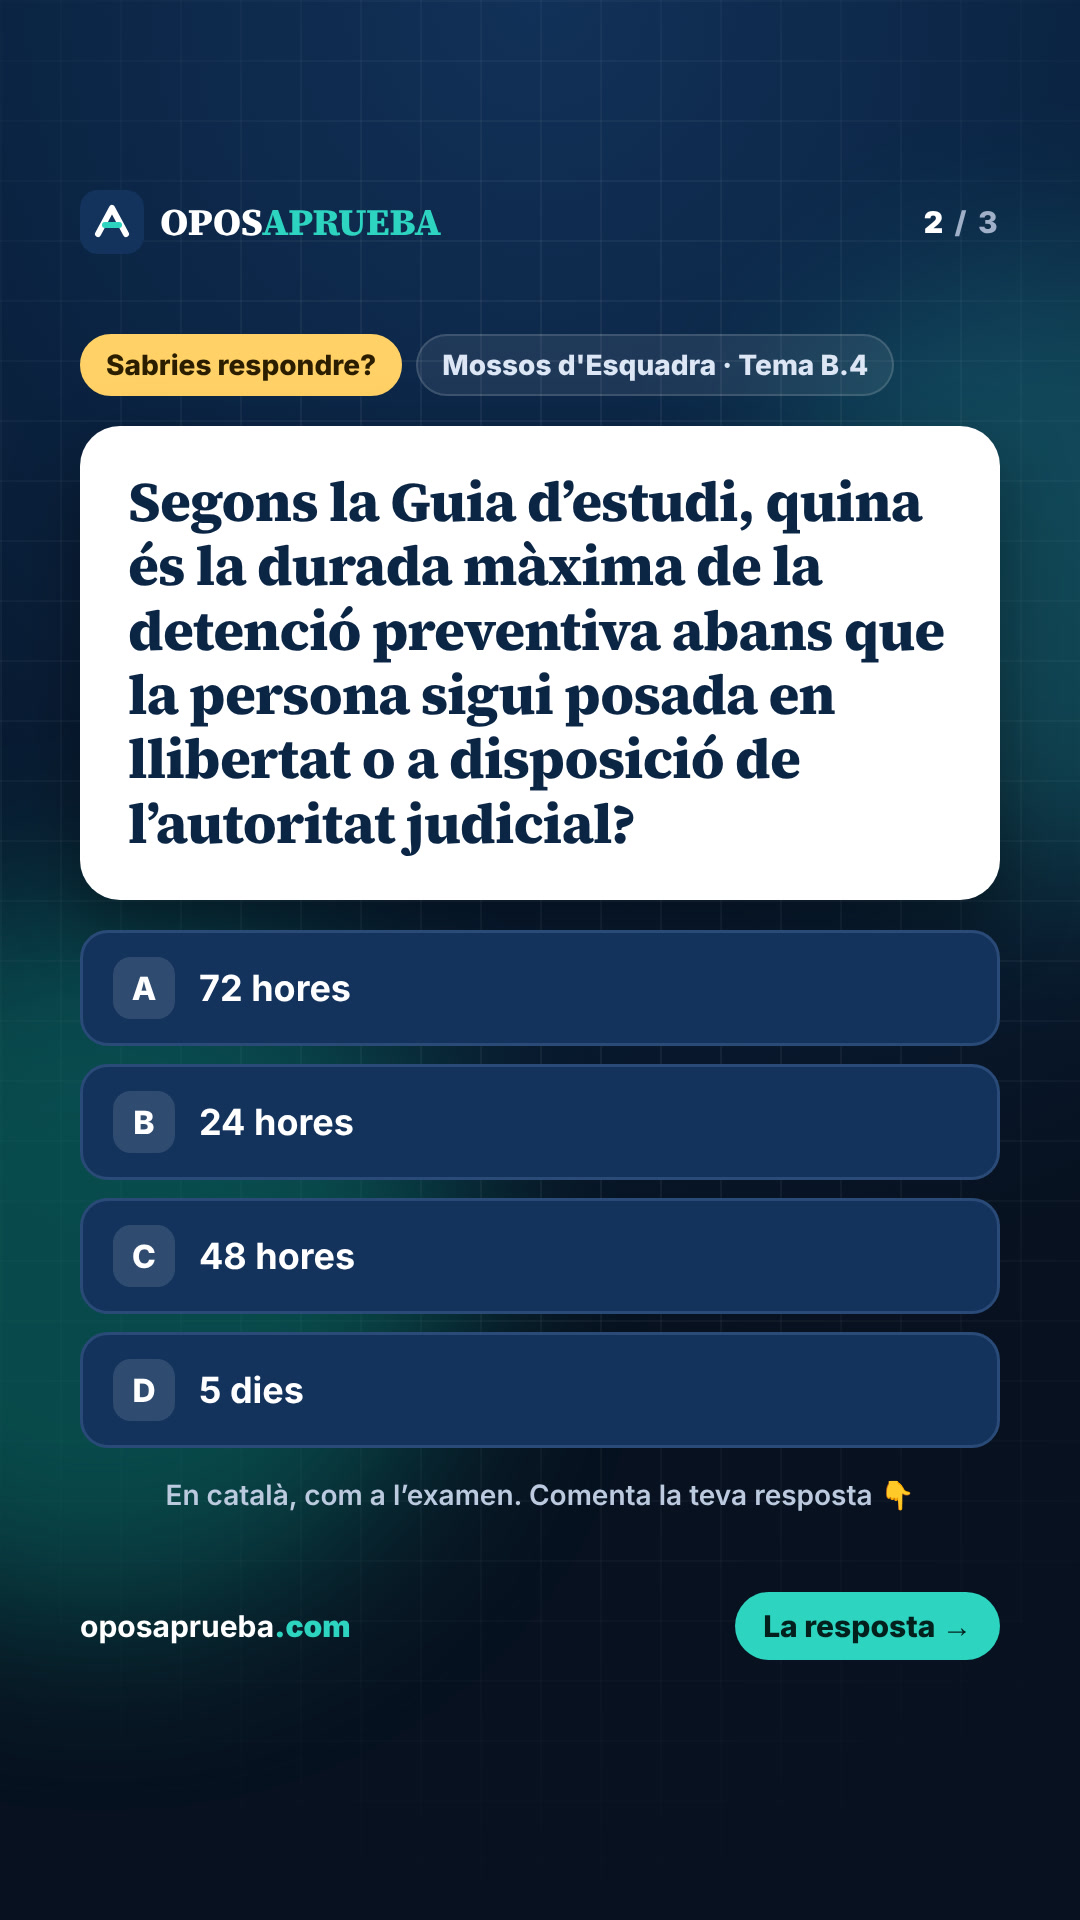 OPOSAPRUEBA
2 / 3
Sabries respondre?
Mossos d'Esquadra · Tema B.4
Segons la Guia d’estudi, quina
és la durada màxima de la
detenció preventiva abans que
la persona sigui posada en
llibertat o a disposició de
l’autoritat judicial?
A 72 hores
B 24 hores
C 48 hores
D 5 dies
En català, com a l’examen. Comenta la teva resposta 👇
oposaprueba.com
La resposta →